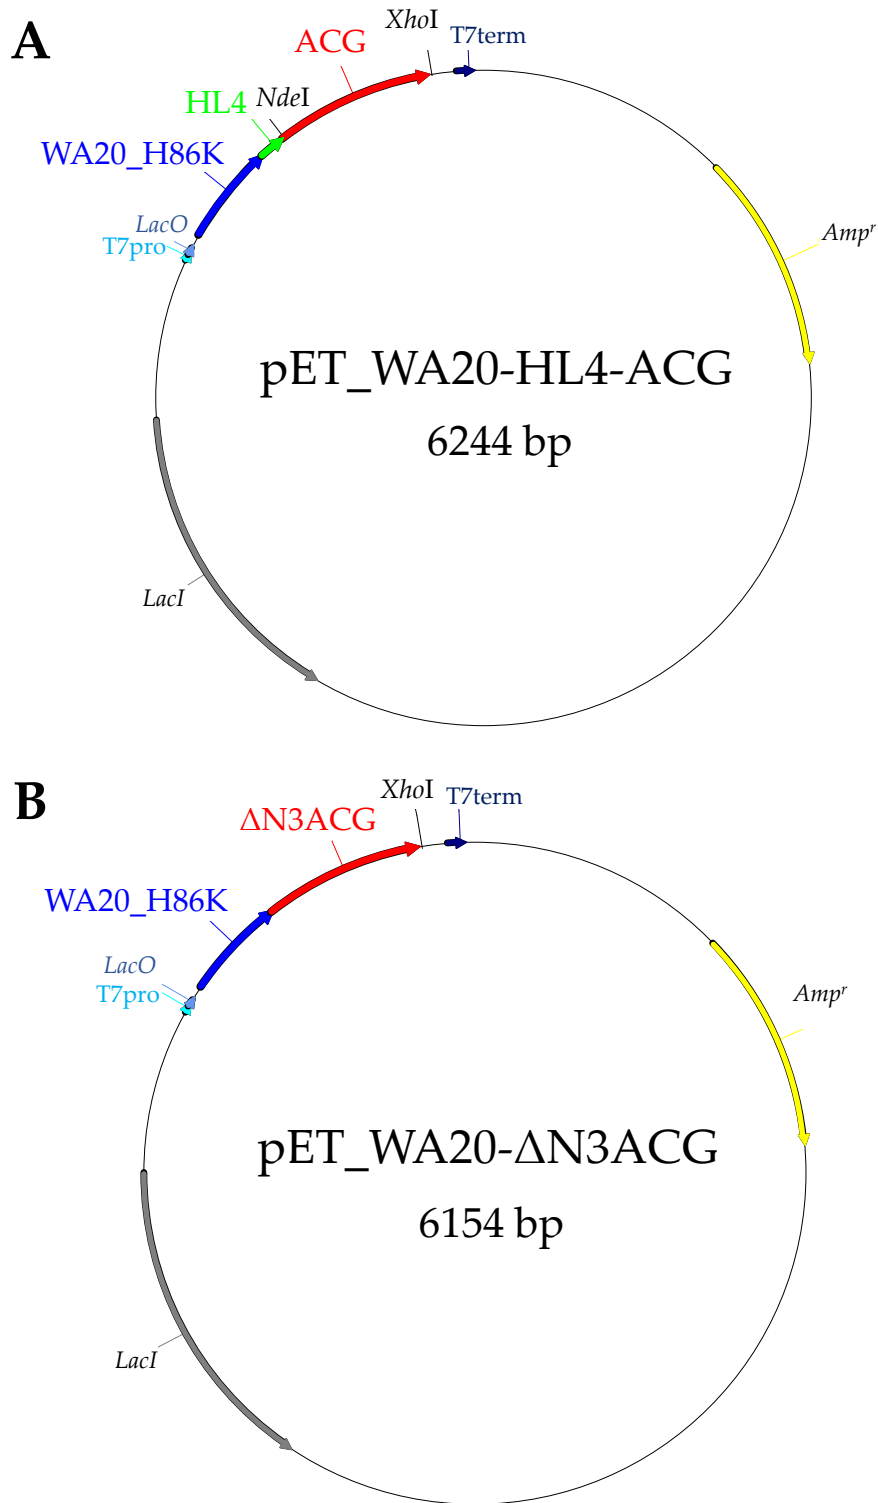 A
XhoI
T7term
ACG
HL4
NdeI
WA20_H86K
LacO
T7pro
Ampr
pET_WA20-HL4-ACG
6244 bp
LacI
B
XhoI
T7term
ΔN3ACG
WA20_H86K
LacO
T7pro
Ampr
pET_WA20-ΔN3ACG
6154 bp
LacI